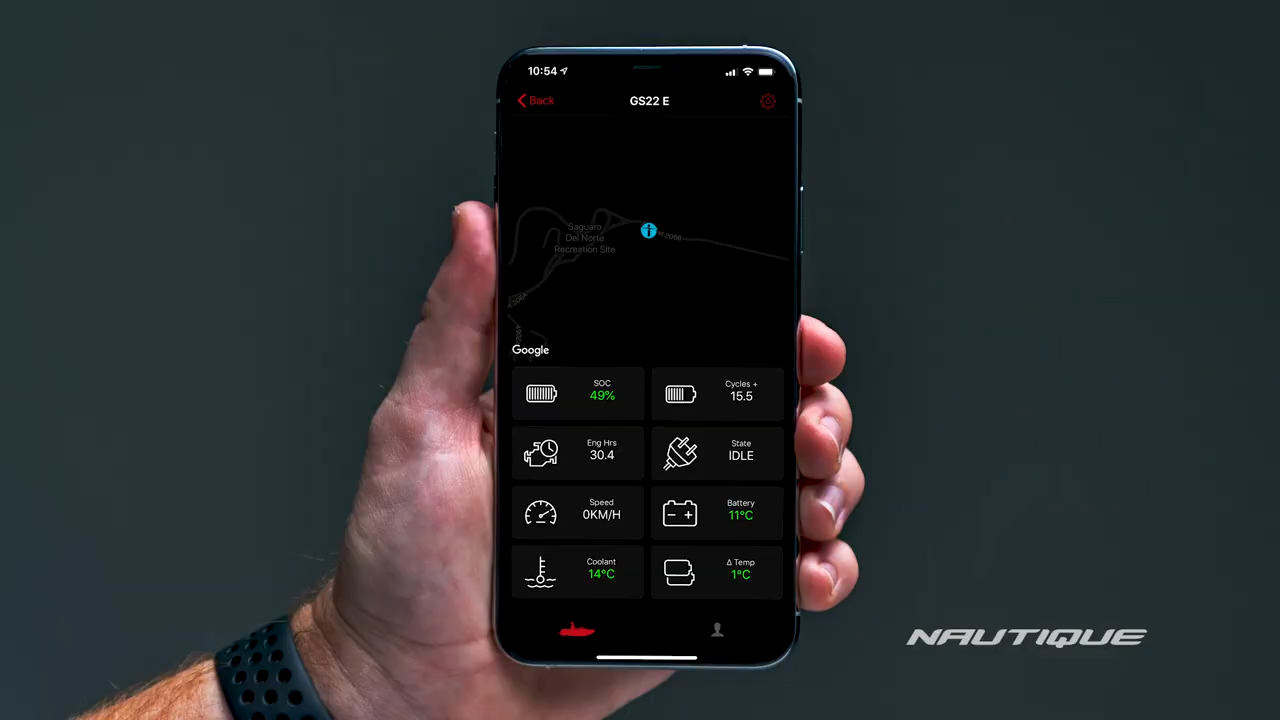 10:54
Back
GS22 E
Saguaro
Del Norte
Recreation Site
Google
SOC
49%
Cycles +
15.5
Eng Hrs
30.4
State
IDLE
Speed
0KM/H
Battery
11°C
Coolant
14°C
Δ Temp
1°C
NAUTIQUE